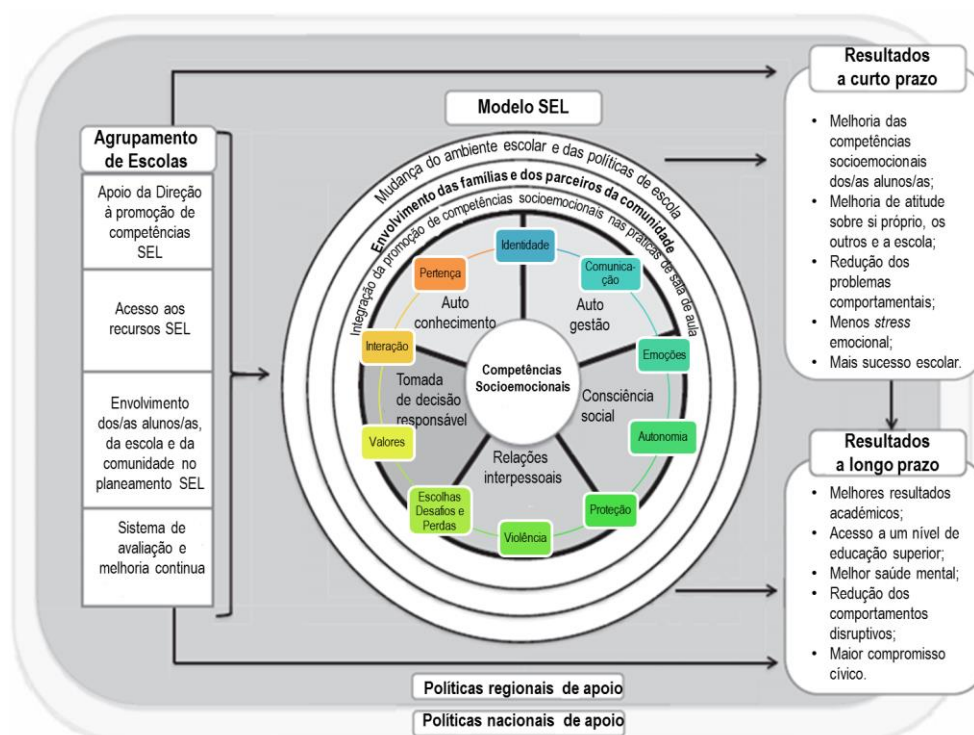 Modelo SEL
Agrupamento
de Escolas
Apoio da Direção
à promoção de
competências
SEL
Acesso aos
recursos SEL
Envolvimento
dos/as alunos/as,
da escola e da
comunidade no
planeamento SEL
Sistema de
avaliação e
melhoria continua
Mudança do ambiente escolar e das políticas de escola
Envolvimento das famílias e dos parceiros da comunidade
Integração da promoção de competências socioemocionais nas práticas de sala de aula
Identidade
Comunica-
ção
Emoções
Autonomia
Proteção
Violência
Escolhas
Desafios e
Perdas
Valores
Interação
Pertença
Auto
conhecimento
Auto
gestão
Consciência
social
Relações
interpessoais
Tomada
de decisão
responsável
Competências
Socioemocionais
Resultados
a curto prazo
• Melhoria das
competências
socioemocionais
dos/as alunos/as;
• Melhoria de atitude
sobre si próprio, os
outros e a escola;
• Redução dos
problemas
comportamentais;
• Menos stress
emocional;
• Mais sucesso escolar.
Resultados
a longo prazo
• Melhores resultados
académicos;
• Acesso a um nível de
educação superior;
• Melhor saúde mental;
• Redução dos
comportamentos
disruptivos;
• Maior compromisso
cívico.
Políticas regionais de apoio
Políticas nacionais de apoio